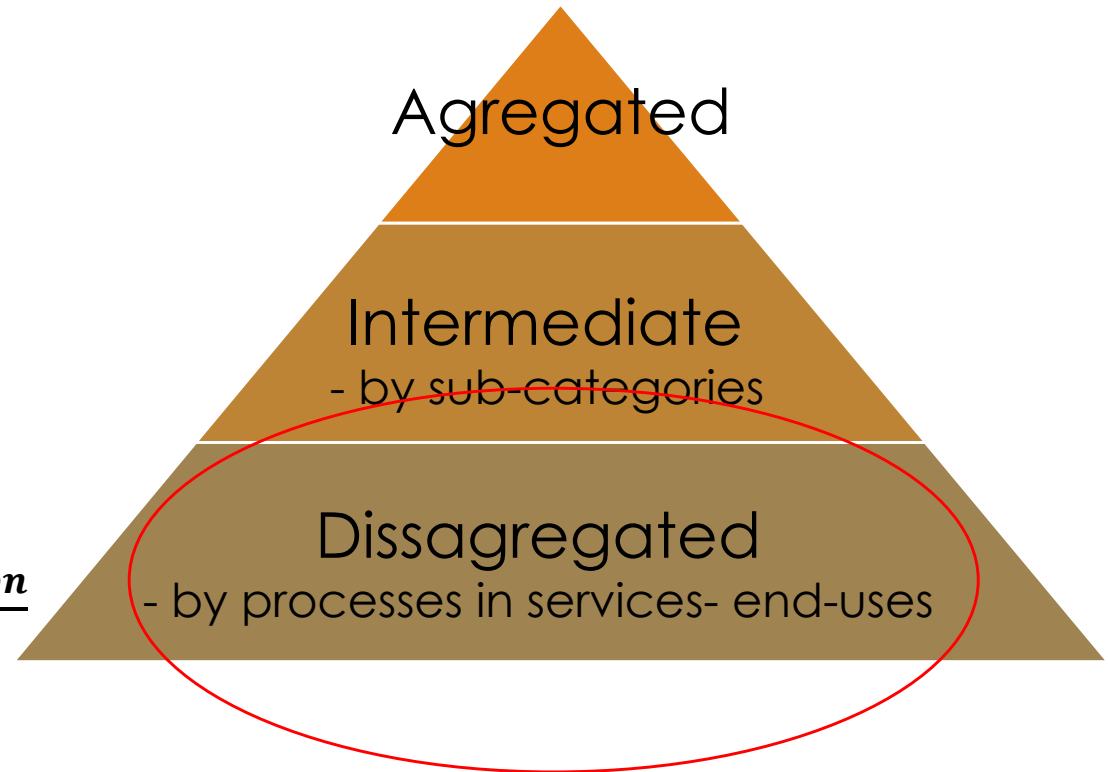 Agregated
Intermediate
- by sub-categories
Dissagregated
- by processes in services- end-uses